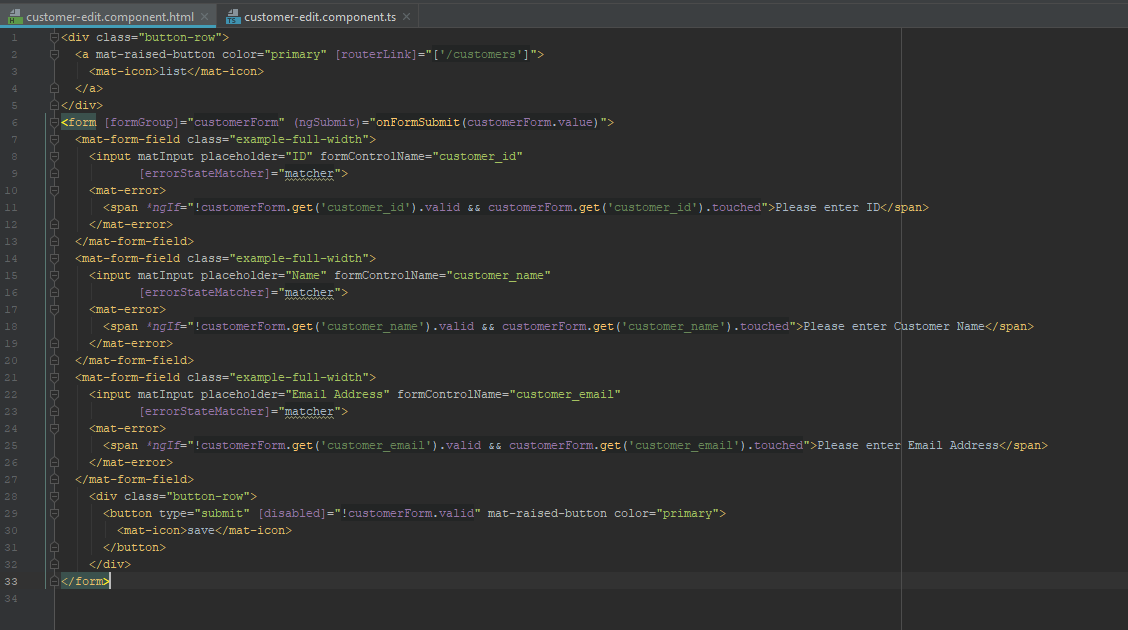 customer-edit.component.html customer-edit.component.ts
1 <div class="button-row">
2 <a mat-raised-button color="primary" [routerLink]="['/customers']">
3 <mat-icon>list</mat-icon>
4 </a>
5 </div>
6 <form [formGroup]="customerForm" (ngSubmit)="onFormSubmit(customerForm.value)">
7 <mat-form-field class="example-full-width">
8 <input matInput placeholder="ID" formControlName="customer_id"
9 [errorStateMatcher]="matcher">
10 <mat-error>
11 <span *ngIf="!customerForm.get('customer_id').valid && customerForm.get('customer_id').touched">Please enter ID</span>
12 </mat-error>
13 </mat-form-field>
14 <mat-form-field class="example-full-width">
15 <input matInput placeholder="Name" formControlName="customer_name"
16 [errorStateMatcher]="matcher">
17 <mat-error>
18 <span *ngIf="!customerForm.get('customer_name').valid && customerForm.get('customer_name').touched">Please enter Customer Name</span>
19 </mat-error>
20 </mat-form-field>
21 <mat-form-field class="example-full-width">
22 <input matInput placeholder="Email Address" formControlName="customer_email"
23 [errorStateMatcher]="matcher">
24 <mat-error>
25 <span *ngIf="!customerForm.get('customer_email').valid && customerForm.get('customer_email').touched">Please enter Email Address</span>
26 </mat-error>
27 </mat-form-field>
28 <div class="button-row">
29 <button type="submit" [disabled]="!customerForm.valid" mat-raised-button color="primary">
30 <mat-icon>save</mat-icon>
31 </button>
32 </div>
33 </form>
34